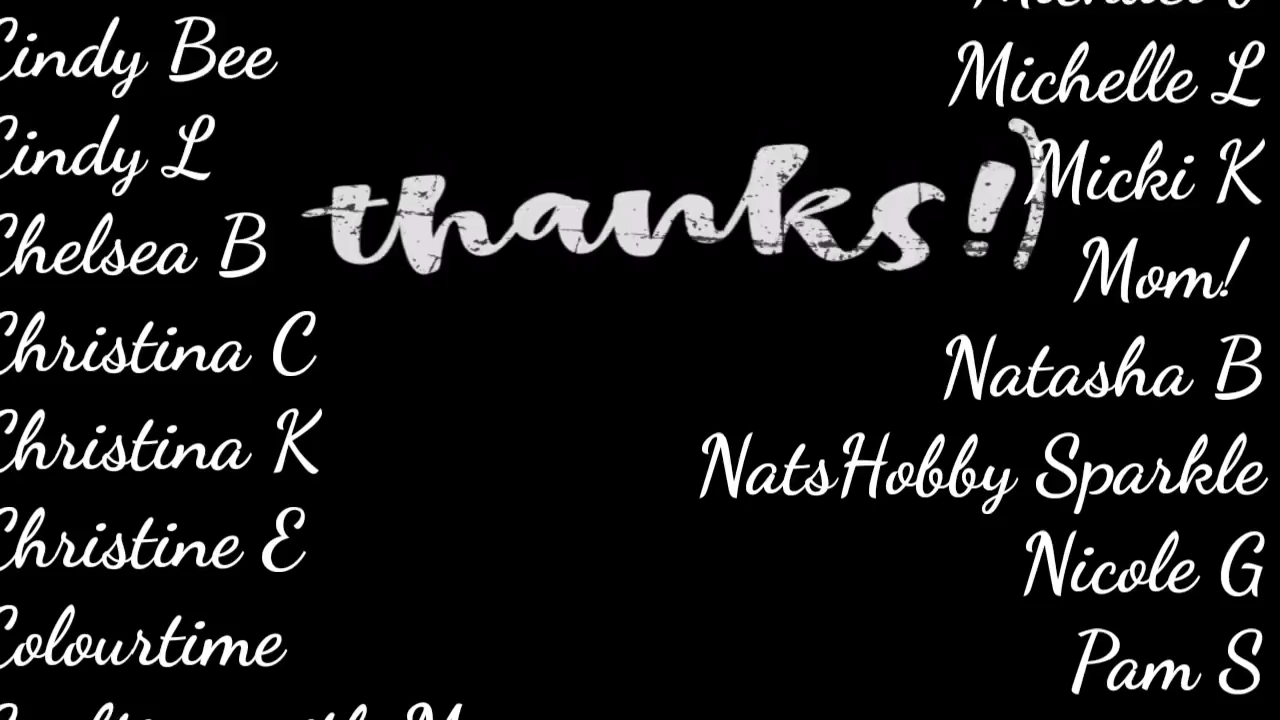 Cindy Bee
Cindy L
Chelsea B
Christina C
Christina K
Christine E
Colourtime
thanks!)
Michelle L
Micki K
Mom!
Natasha B
NatsHobby Sparkle
Nicole G
Pam S